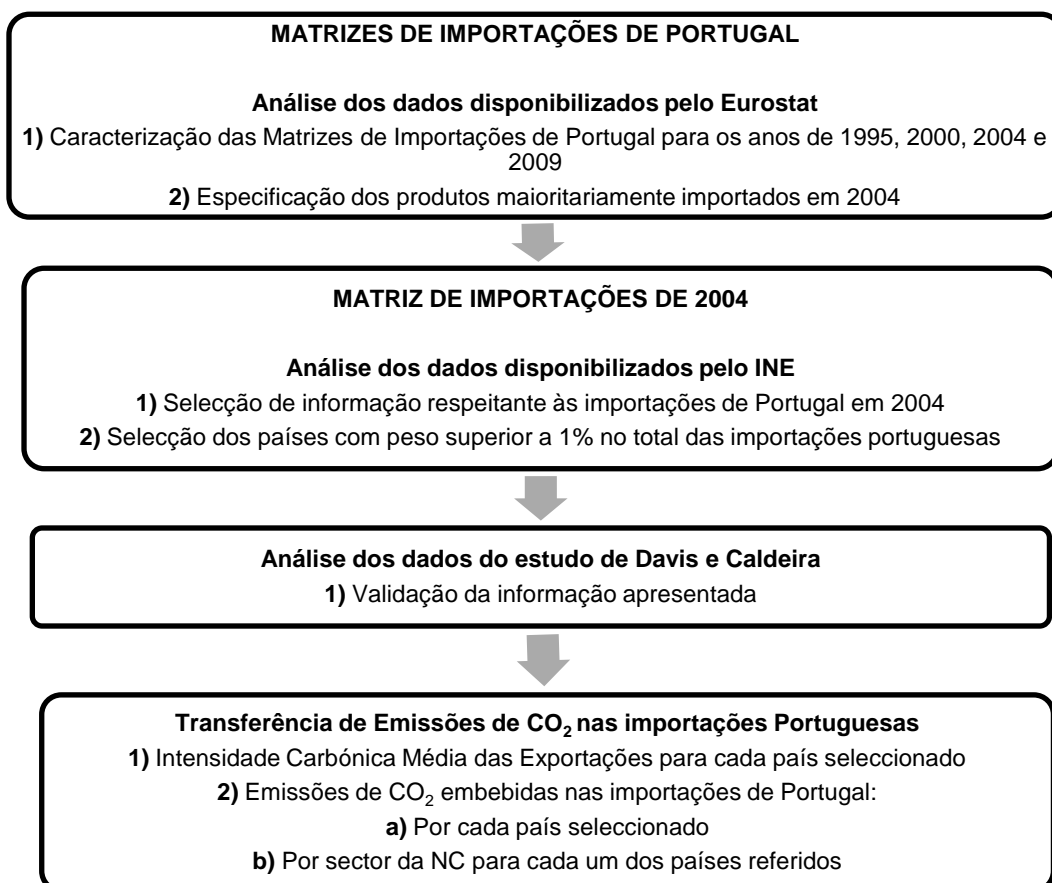 MATRIZES DE IMPORTAÇÕES DE PORTUGAL
Análise dos dados disponibilizados pelo Eurostat
1) Caracterização das Matrizes de Importações de Portugal para os anos de 1995, 2000, 2004 e
2009
2) Especificação dos produtos maioritariamente importados em 2004
MATRIZ DE IMPORTAÇÕES DE 2004
Análise dos dados disponibilizados pelo INE
1) Selecção de informação respeitante às importações de Portugal em 2004
2) Selecção dos países com peso superior a 1% no total das importações portuguesas
Análise dos dados do estudo de Davis e Caldeira
1) Validação da informação apresentada
Transferência de Emissões de CO₂ nas importações Portuguesas
1) Intensidade Carbónica Média das Exportações para cada país seleccionado
2) Emissões de CO₂ embebidas nas importações de Portugal:
a) Por cada país seleccionado
b) Por sector da NC para cada um dos países referidos